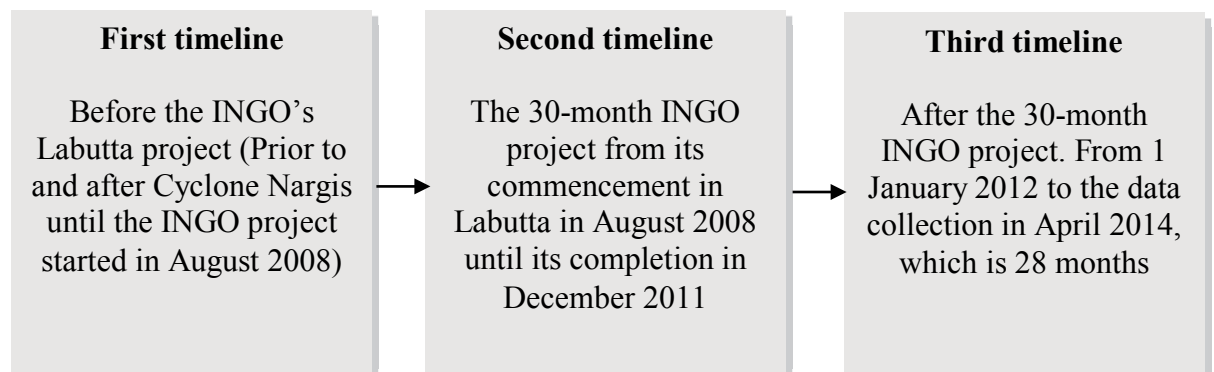 First timeline
Before the INGO’s
Labutta project (Prior to
and after Cyclone Nargis
until the INGO project
started in August 2008)
Second timeline
The 30-month INGO
project from its
commencement in
Labutta in August 2008
until its completion in
December 2011
Third timeline
After the 30-month
INGO project. From 1
January 2012 to the data
collection in April 2014,
which is 28 months